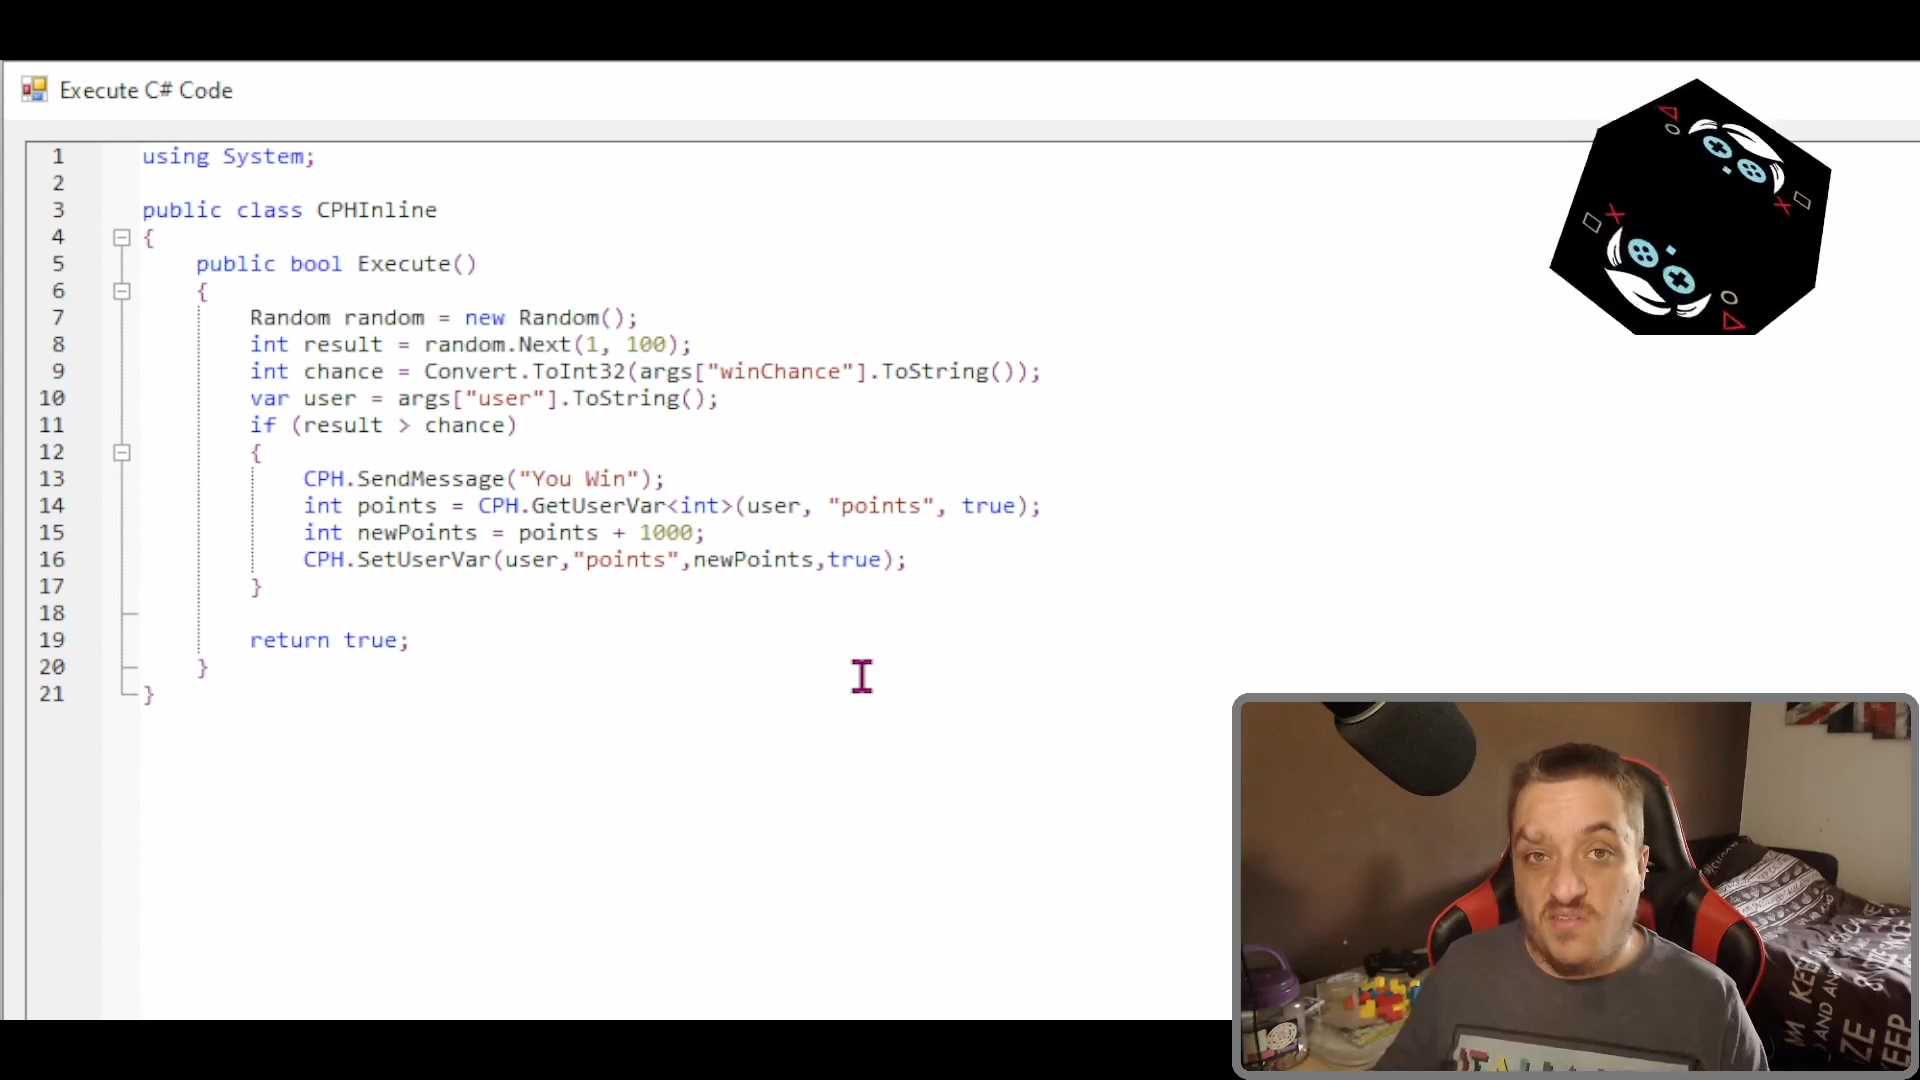 Execute C# Code
1 using System;
2
3 public class CPHInline
4 {
5 public bool Execute()
6 {
7 Random random = new Random();
8 int result = random.Next(1, 100);
9 int chance = Convert.ToInt32(args["winChance"].ToString());
10 var user = args["user"].ToString();
11 if (result > chance)
12 {
13 CPH.SendMessage("You Win");
14 int points = CPH.GetUserVar<int>(user, "points", true);
15 int newPoints = points + 1000;
16 CPH.SetUserVar(user,"points",newPoints,true);
17 }
18
19 return true;
20 }
21 }